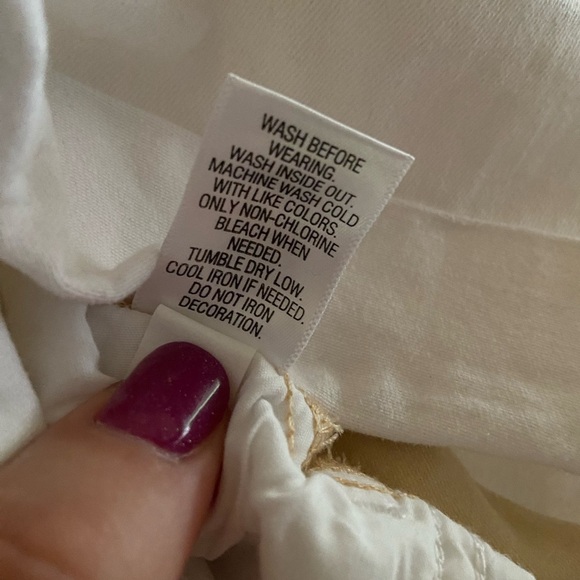 WASH BEFORE
WEARING.
WASH INSIDE OUT.
MACHINE WASH COLD
WITH LIKE COLORS.
ONLY NON-CHLORINE
BLEACH WHEN
NEEDED.
TUMBLE DRY LOW.
COOL IRON IF NEEDED.
DO NOT IRON
DECORATION.